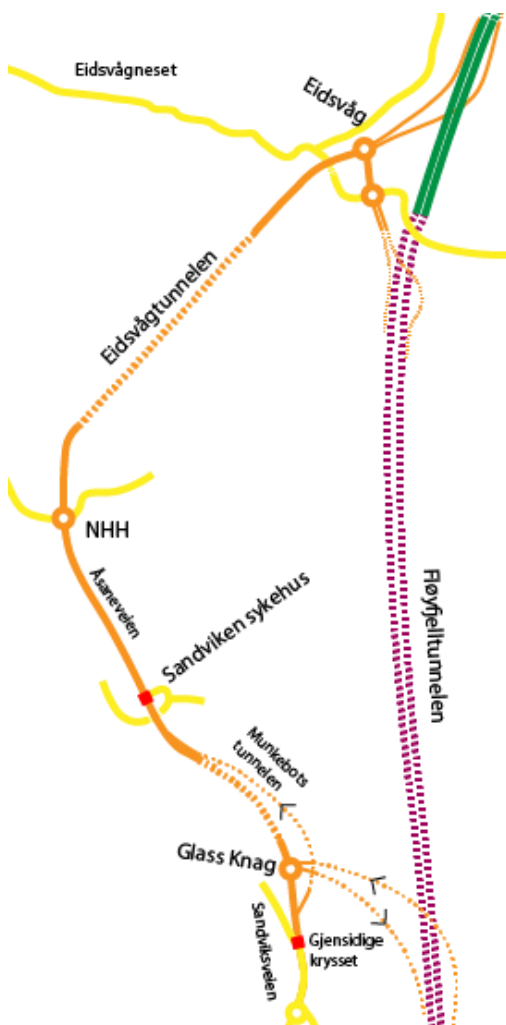 Eidsvågneset
Eidsvåg
Eidsvågtunnelen
NHH
Åsaneveien
Sandviken sykehus
Fløyfjelltunnelen
Munkebots
tunnelen
Glass Knag
Sandviksveien
Gjensidige
krysset